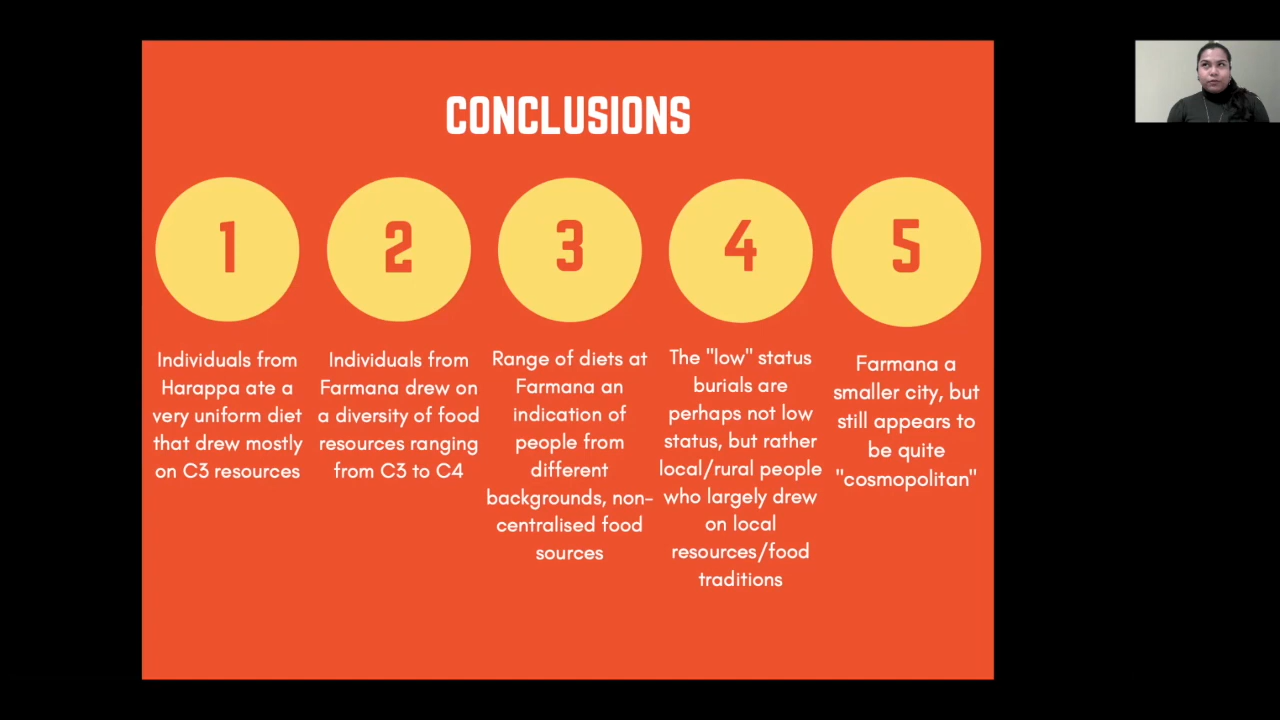 CONCLUSIONS
1
Individuals from
Harappa ate a
very uniform diet
that drew mostly
on C3 resources
2
Individuals from
Farmana drew on
a diversity of food
resources ranging
from C3 to C4
3
Range of diets at
Farmana an
indication of
people from
different
backgrounds, non-
centralised food
sources
4
The "low" status
burials are
perhaps not low
status, but rather
local/rural people
who largely drew
on local
resources/food
traditions
5
Farmana a
smaller city, but
still appears to
be quite
"cosmopolitan"